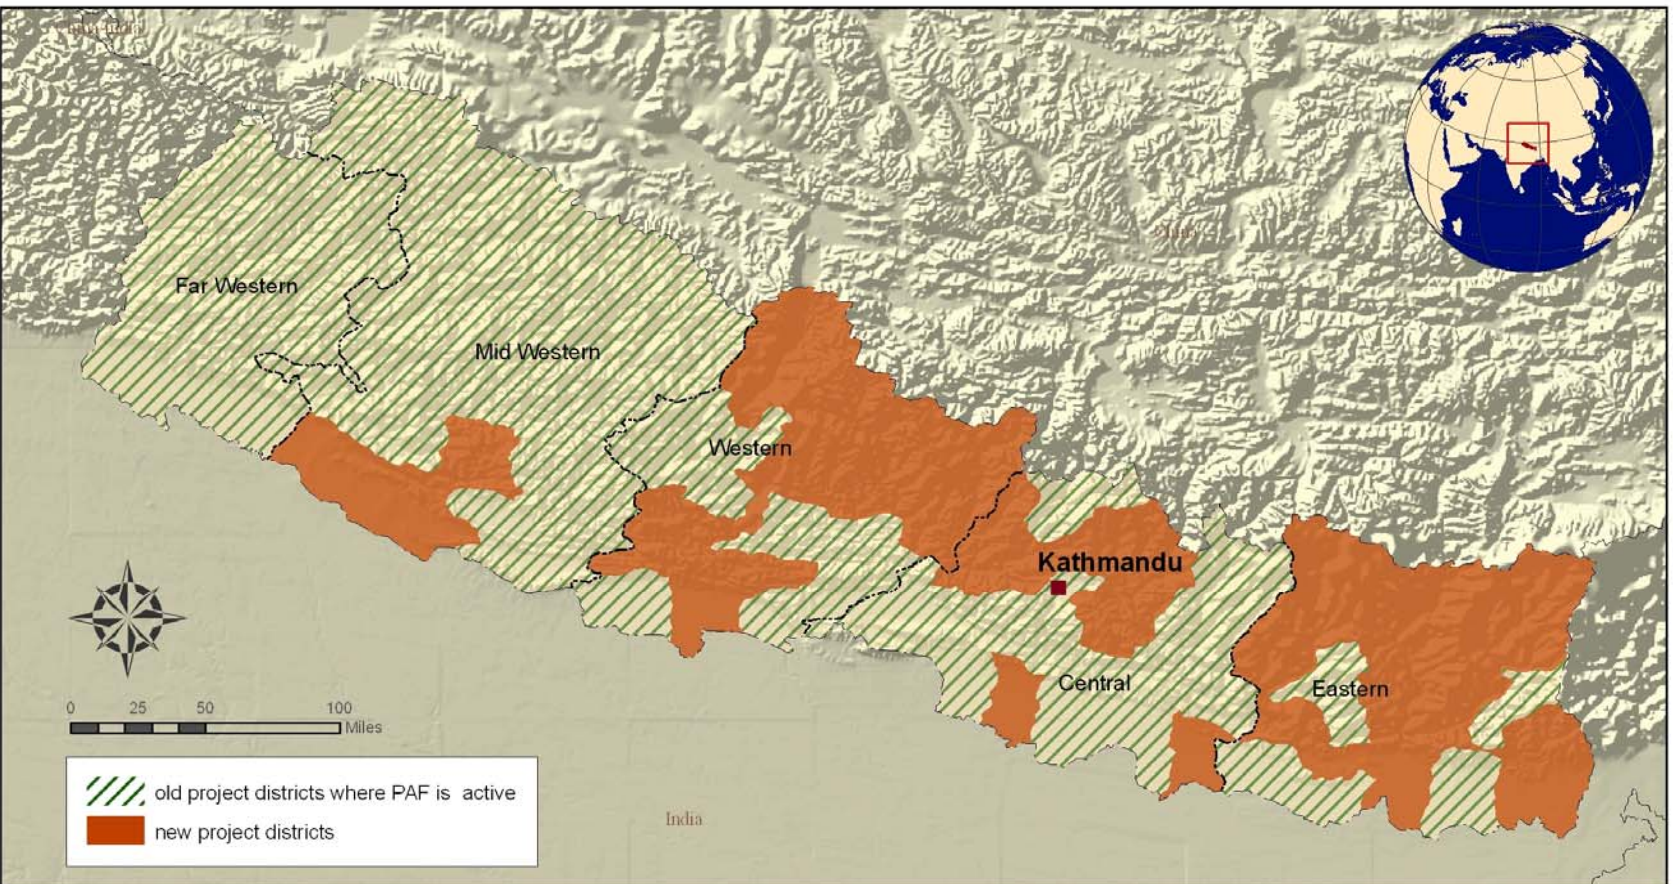 Far Western
Mid Western
Western
Kathmandu
Central
Eastern
China
India
0 25 50 100
Miles
old project districts where PAF is active
new project districts